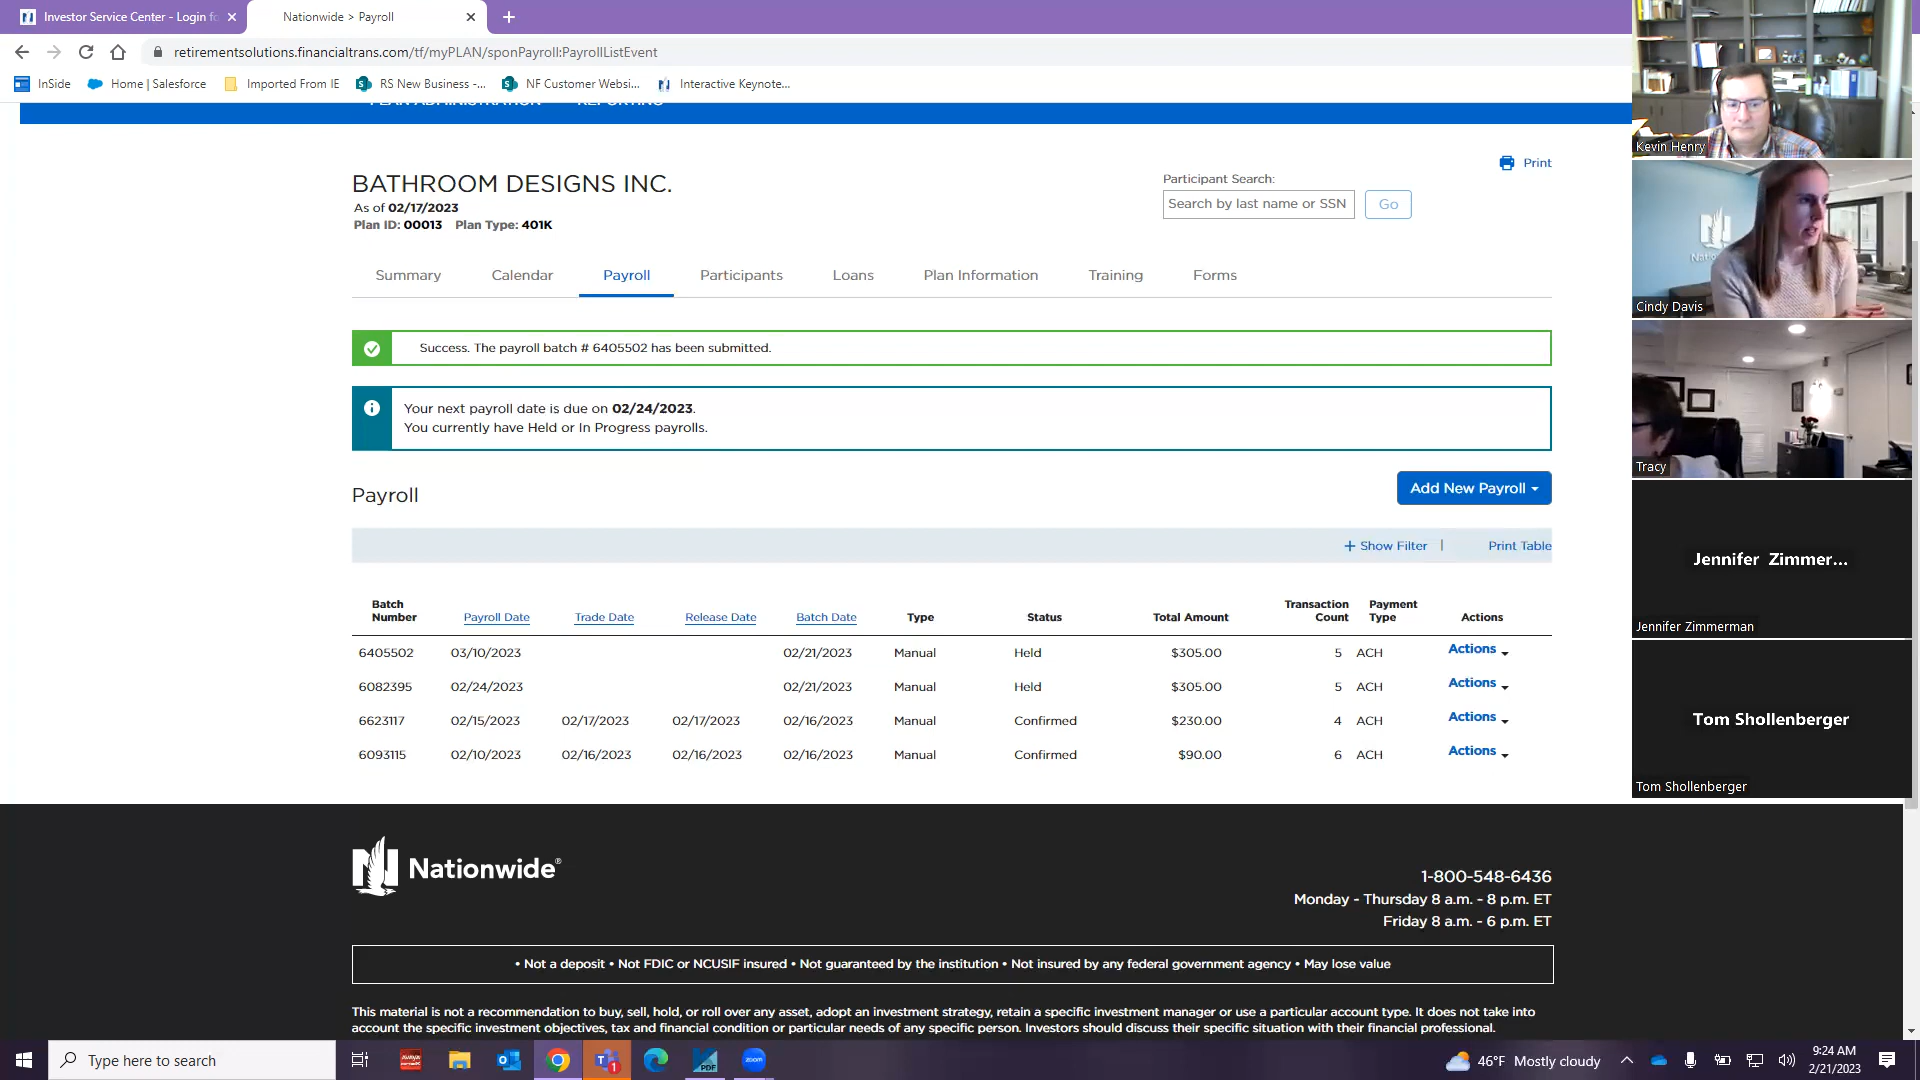 Investor Service Center - Login fo
Nationwide > Payroll
retirementsolutions.financialtrans.com/tf/myPLAN/sponPayroll:PayrollListEvent
InSide
Home | Salesforce
Imported From IE
RS New Business -...
NF Customer Websi...
Interactive Keynote...
PLAN ADMINISTRATION REPORTING
Print
BATHROOM DESIGNS INC.
As of 02/17/2023
Plan ID: 00013 Plan Type: 401K
Participant Search:
Search by last name or SSN
Go
Summary Calendar Payroll Participants Loans Plan Information Training Forms
Success. The payroll batch # 6405502 has been submitted.
Your next payroll date is due on 02/24/2023.
You currently have Held or In Progress payrolls.
Payroll
Add New Payroll
+ Show Filter | Print Table
Batch Number Payroll Date Trade Date Release Date Batch Date Type Status Total Amount Transaction Count Payment Type Actions
6405502 03/10/2023 02/21/2023 Manual Held $305.00 5 ACH Actions
6082395 02/24/2023 02/21/2023 Manual Held $305.00 5 ACH Actions
6623117 02/15/2023 02/17/2023 02/17/2023 02/16/2023 Manual Confirmed $230.00 4 ACH Actions
6093115 02/10/2023 02/16/2023 02/16/2023 02/16/2023 Manual Confirmed $90.00 6 ACH Actions
Nationwide®
1-800-548-6436
Monday - Thursday 8 a.m. - 8 p.m. ET
Friday 8 a.m. - 6 p.m. ET
• Not a deposit • Not FDIC or NCUSIF insured • Not guaranteed by the institution • Not insured by any federal government agency • May lose value
This material is not a recommendation to buy, sell, hold, or roll over any asset, adopt an investment strategy, retain a specific investment manager or use a particular account type. It does not take into
account the specific investment objectives, tax and financial condition or particular needs of any specific person. Investors should discuss their specific situation with their financial professional.
Kevin Henry
Cindy Davis
Tracy
Jennifer Zimmer...
Jennifer Zimmerman
Tom Shollenberger
Tom Shollenberger
Type here to search
46°F Mostly cloudy
9:24 AM
2/21/2023